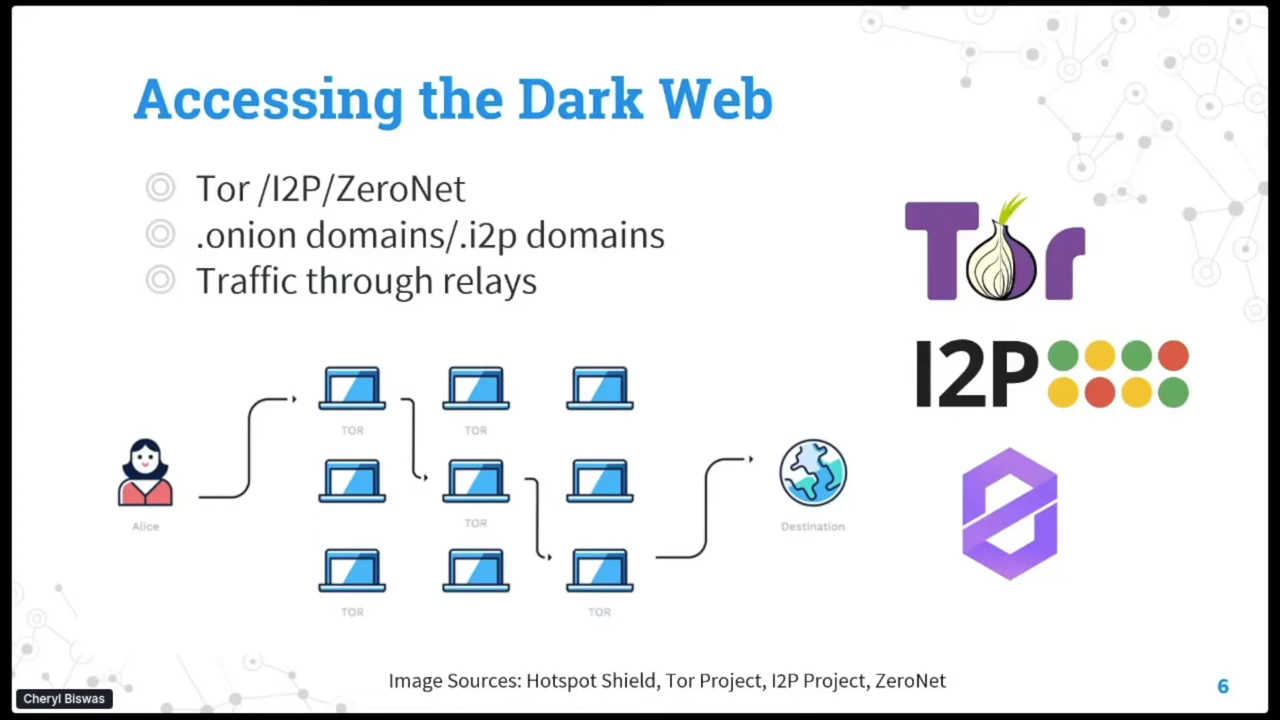 Accessing the Dark Web
Tor /I2P/ZeroNet
.onion domains/.i2p domains
Traffic through relays
Tor
I2P
TOR
TOR
Alice
TOR
Destination
TOR
TOR
Image Sources: Hotspot Shield, Tor Project, I2P Project, ZeroNet
6
Cheryl Biswas